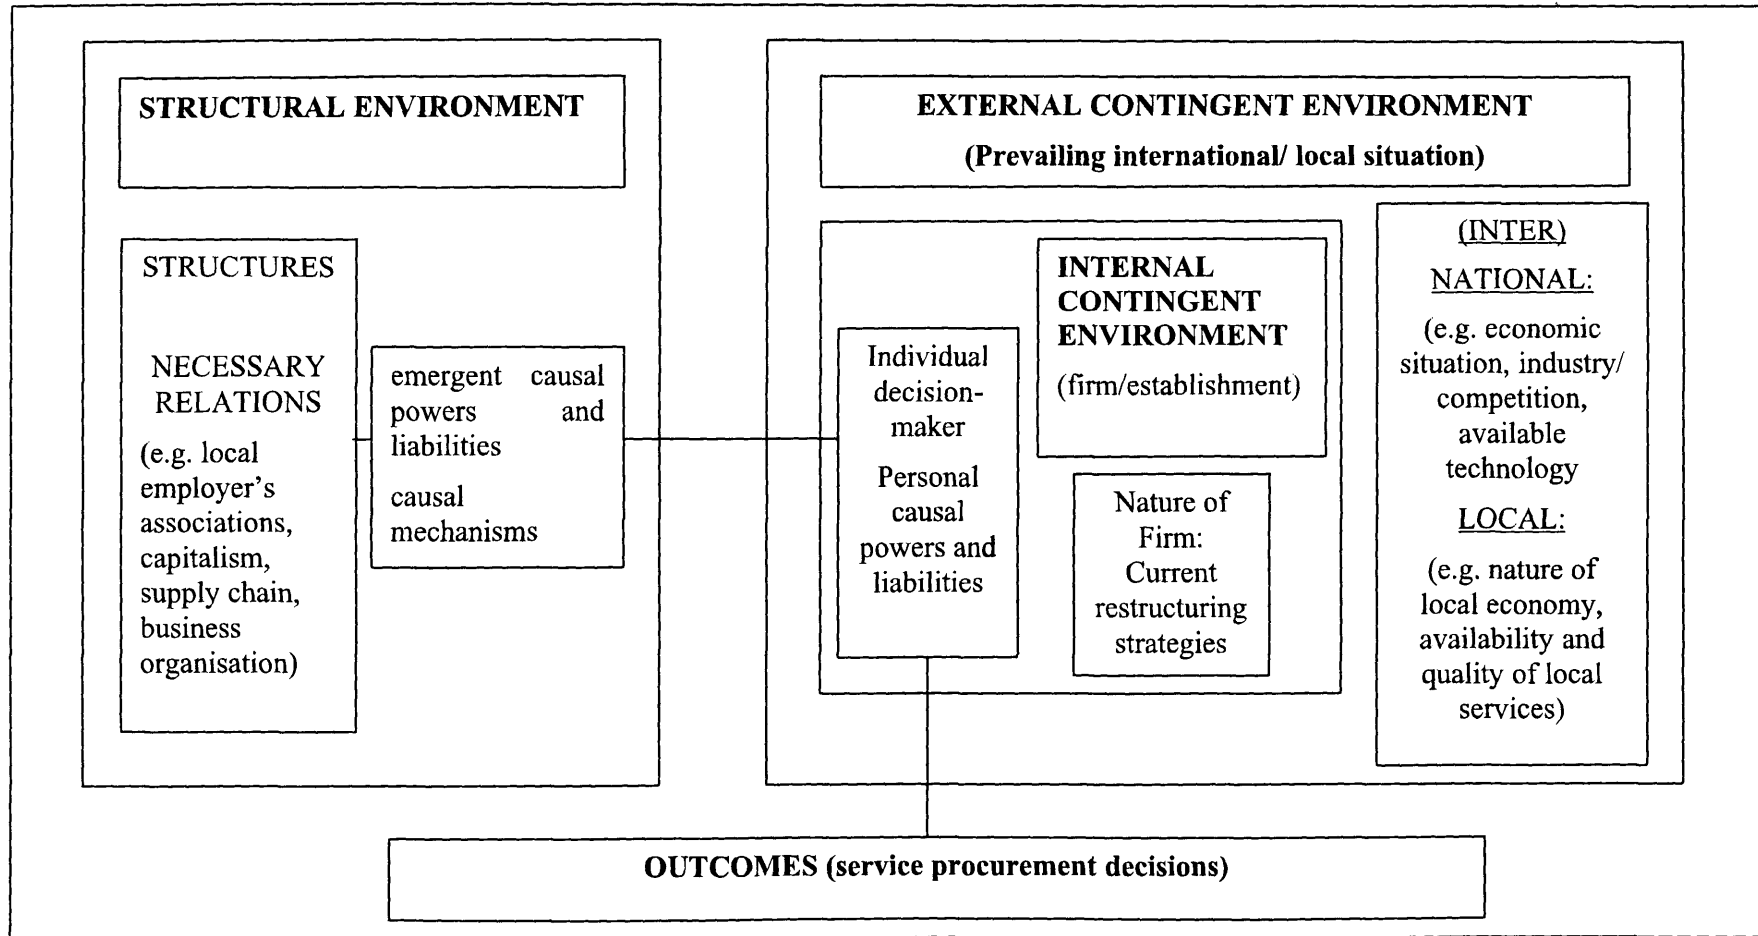 STRUCTURAL ENVIRONMENT
STRUCTURES
NECESSARY
RELATIONS
(e.g. local
employer's
associations,
capitalism,
supply chain,
business
organisation)
emergent causal
powers and
liabilities
causal
mechanisms
EXTERNAL CONTINGENT ENVIRONMENT
(Prevailing international/ local situation)
Individual
decision-
maker
Personal
causal
powers and
liabilities
INTERNAL
CONTINGENT
ENVIRONMENT
(firm/establishment)
Nature of
Firm:
Current
restructuring
strategies
(INTER)
NATIONAL:
(e.g. economic
situation, industry/
competition,
available
technology
LOCAL:
(e.g. nature of
local economy,
availability and
quality of local
services)
OUTCOMES (service procurement decisions)